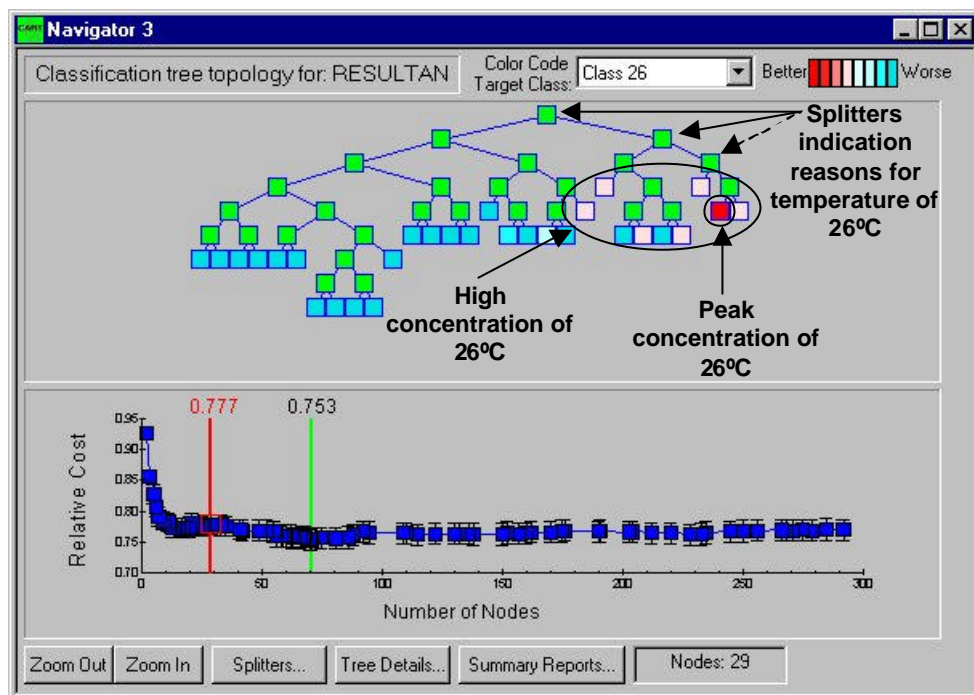 CART Navigator 3
Classification tree topology for: RESULTAN
Color Code
Target Class:
Class 26
Better
Worse
Splitters
indication
reasons for
temperature of
26ºC
High
concentration of
26ºC
Peak
concentration of
26ºC
0.777
0.753
0.95
0.90
0.85
0.80
0.75
0.70
Relative Cost
0
50
100
150
200
250
300
Number of Nodes
Zoom Out
Zoom In
Splitters...
Tree Details...
Summary Reports...
Nodes: 29